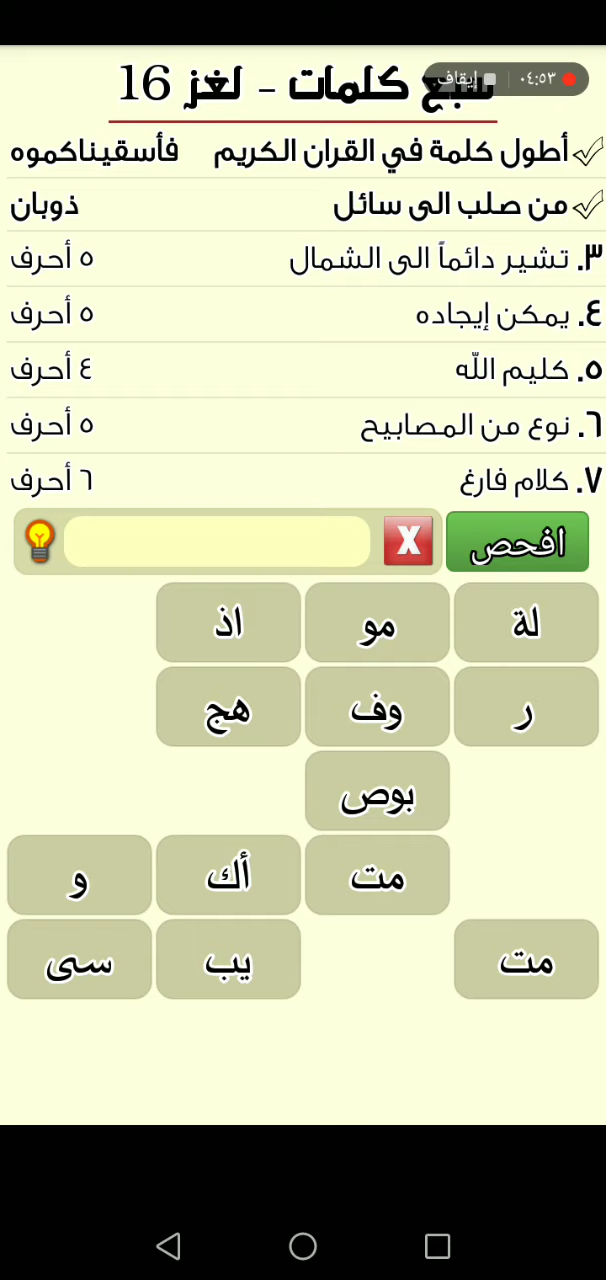 إيقاف ٠٤:٥٣
سبع كلمات - لغز 16
أطول كلمة في القران الكريم فأسقيناكموه
من صلب الى سائل ذوبان
٣. تشير دائماً الى الشمال ٥ أحرف
٤. يمكن إيجاده ٥ أحرف
٥. كليم اللّه ٤ أحرف
٦. نوع من المصابيح ٥ أحرف
٧. كلام فارغ ٦ أحرف
افحص X
لة مو اذ
ر وف هج
بوص
مت أك و
مت يب سى